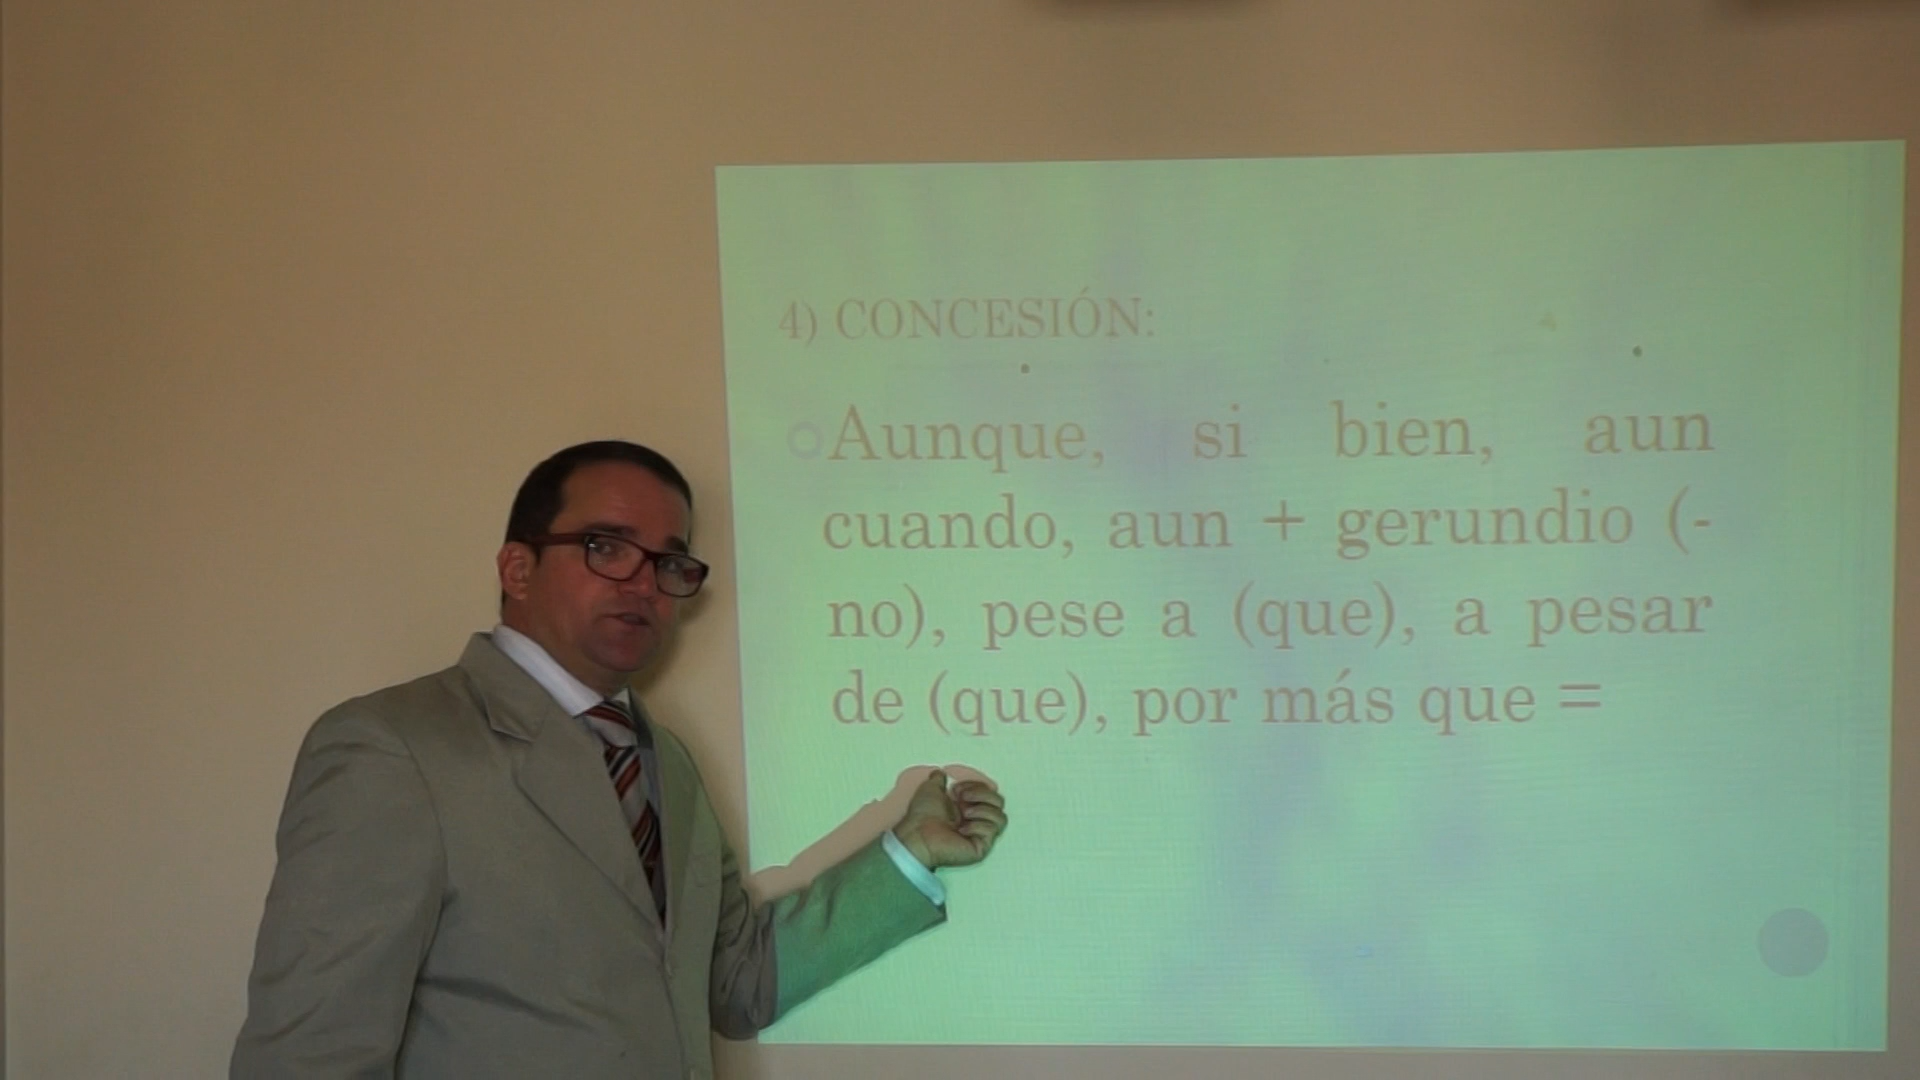 4) CONCESIÓN:
Aunque, si bien, aun
cuando, aun + gerundio (-
no), pese a (que), a pesar
de (que), por más que =